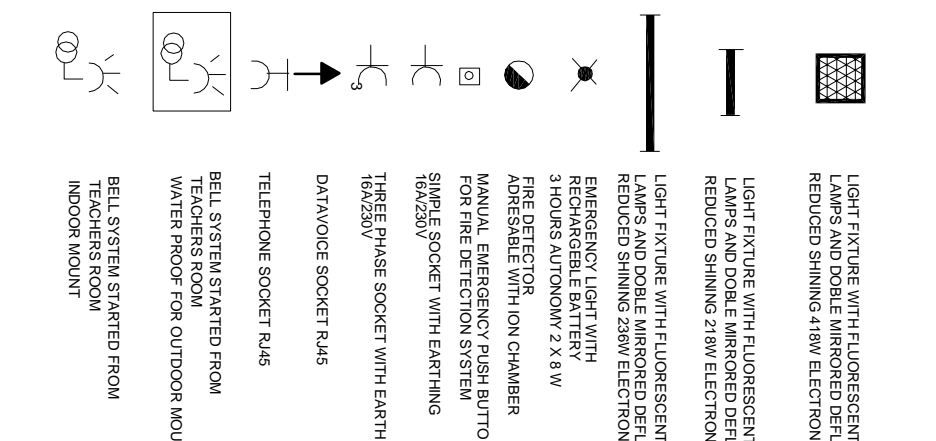 LIGHT FIXTURE WITH FLUORESCENT
LAMPS AND DOBLE MIRRORED DEFL
REDUCED SHINING 418W ELECTRON
LIGHT FIXTURE WITH FLUORESCENT
LAMPS AND DOBLE MIRRORED DEFL
REDUCED SHINING 218W ELECTRON
LIGHT FIXTURE WITH FLUORESCENT
LAMPS AND DOBLE MIRRORED DEFL
REDUCED SHINING 236W ELECTRON
EMERGENCY LIGHT WITH
RECHARGEBLE BATTERY
3 HOURS AUTONOMY 2 X 8 W
FIRE DETECTOR
ADRESABLE WITH ION CHAMBER
MANUAL EMERGENCY PUSH BUTTO
FOR FIRE DETECTION SYSTEM
SIMPLE SOCKET WITH EARTHING
16A/230V
3
THREE PHASE SOCKET WITH EARTH
16A/230V
DATAVOICE SOCKET RJ45
TELEPHONE SOCKET RJ45
BELL SYSTEM STARTED FROM
TEACHERS ROOM
WATER PROOF FOR OUTDOOR MOU
BELL SYSTEM STARTED FROM
TEACHERS ROOM
INDOOR MOUNT